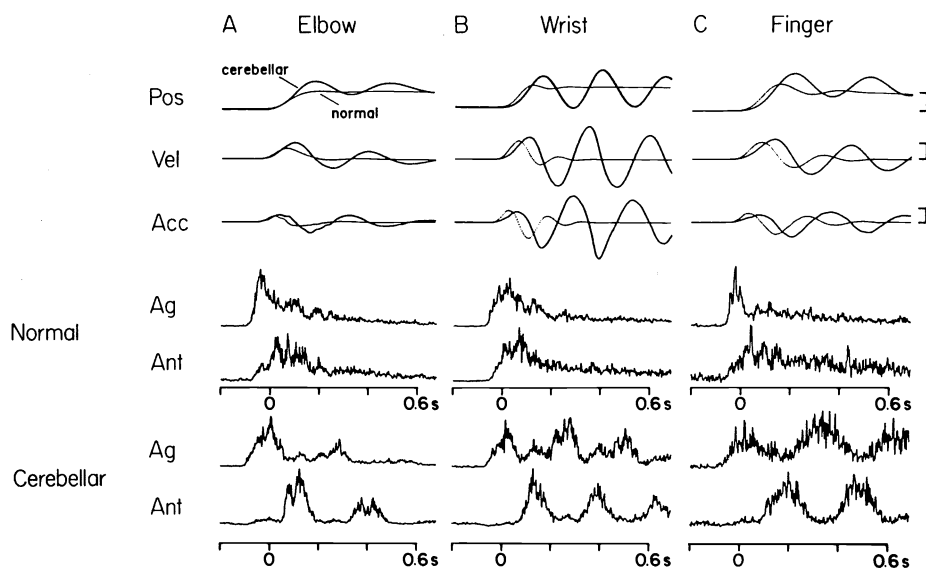 A Elbow B Wrist C Finger
cerebellar
normal
Pos
Vel
Acc
Normal
Ag
Ant
0 0.6s 0 0.6s 0 0.6s
Cerebellar
Ag
Ant
0 0.6s 0 0.6s 0 0.6s